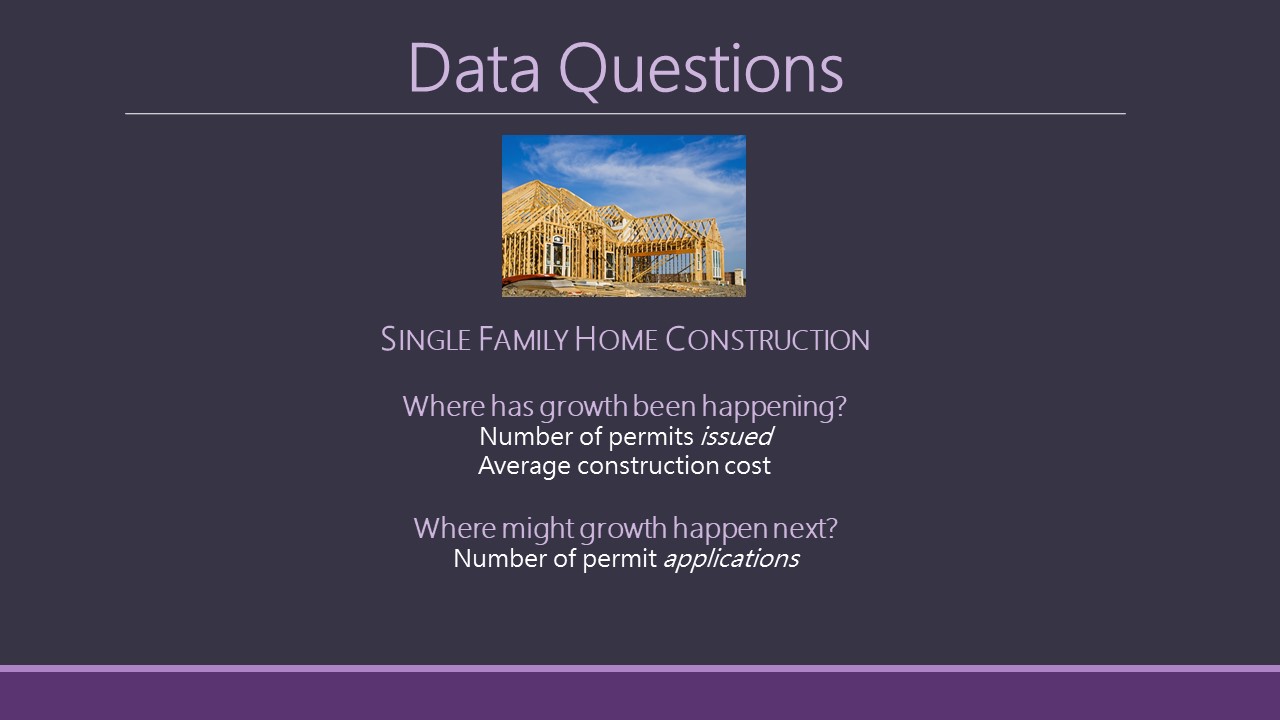 Data Questions
SINGLE FAMILY HOME CONSTRUCTION
Where has growth been happening?
Number of permits issued
Average construction cost
Where might growth happen next?
Number of permit applications